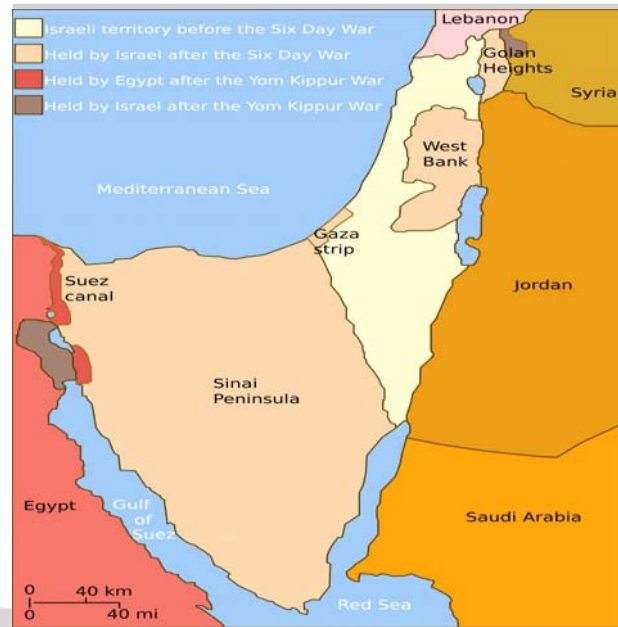 Israeli territory before the Six Day War
Held by Israel after the Six Day War
Held by Egypt after the Yom Kippur War
Held by Israel after the Yom Kippur War
Lebanon
Golan
Heights
Syria
West
Bank
Mediterranean Sea
Gaza
strip
Suez
canal
Jordan
Sinai
Peninsula
Egypt
Gulf
of
Suez
Saudi Arabia
0 40 km
0 40 mi
Red Sea